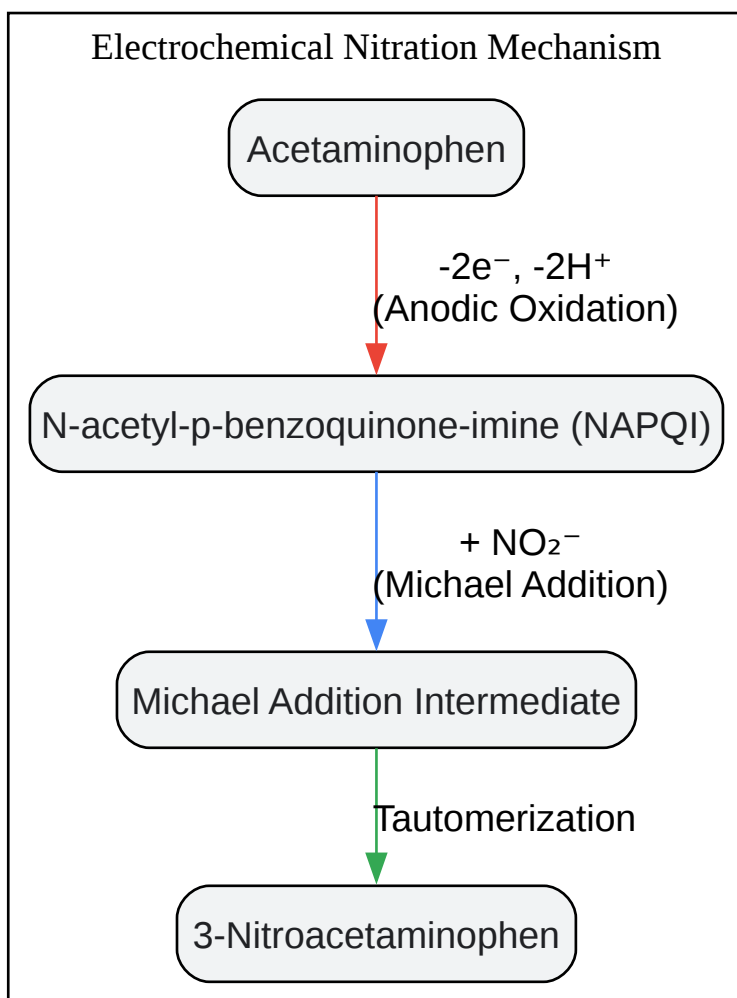 Electrochemical Nitration Mechanism
Acetaminophen
-2e⁻, -2H⁺
(Anodic Oxidation)
N-acetyl-p-benzoquinone-imine (NAPQI)
+ NO₂⁻
(Michael Addition)
Michael Addition Intermediate
Tautomerization
3-Nitroacetaminophen